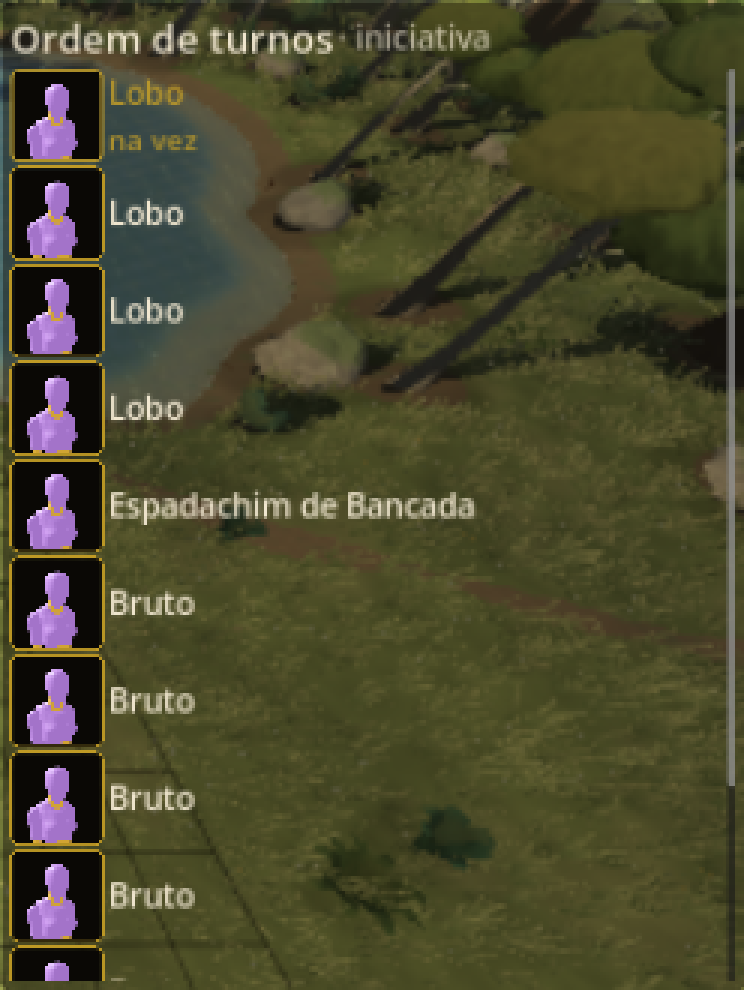 Ordem de turnos · iniciativa
Lobo
na vez
Lobo
Lobo
Lobo
Espadachim de Bancada
Bruto
Bruto
Bruto
Bruto